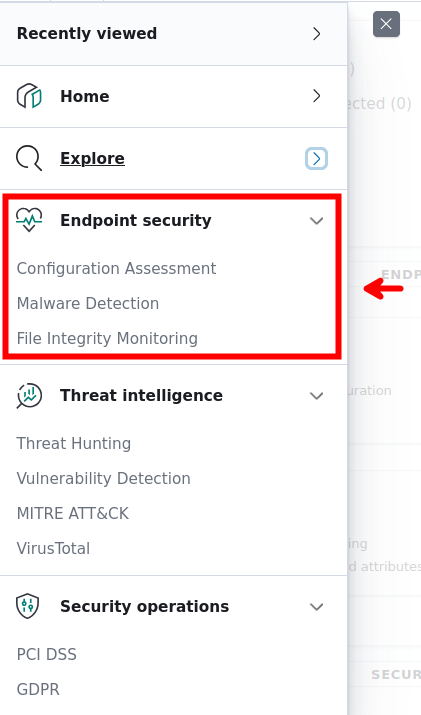 Recently viewed
)
Home
ected (0)
Explore
Endpoint security
ENDP
Configuration Assessment
Malware Detection
File Integrity Monitoring
Threat intelligence
uration
Threat Hunting
Vulnerability Detection
MITRE ATT&CK
ing
VirusTotal
d attributes
Security operations
PCI DSS
SECUR
GDPR